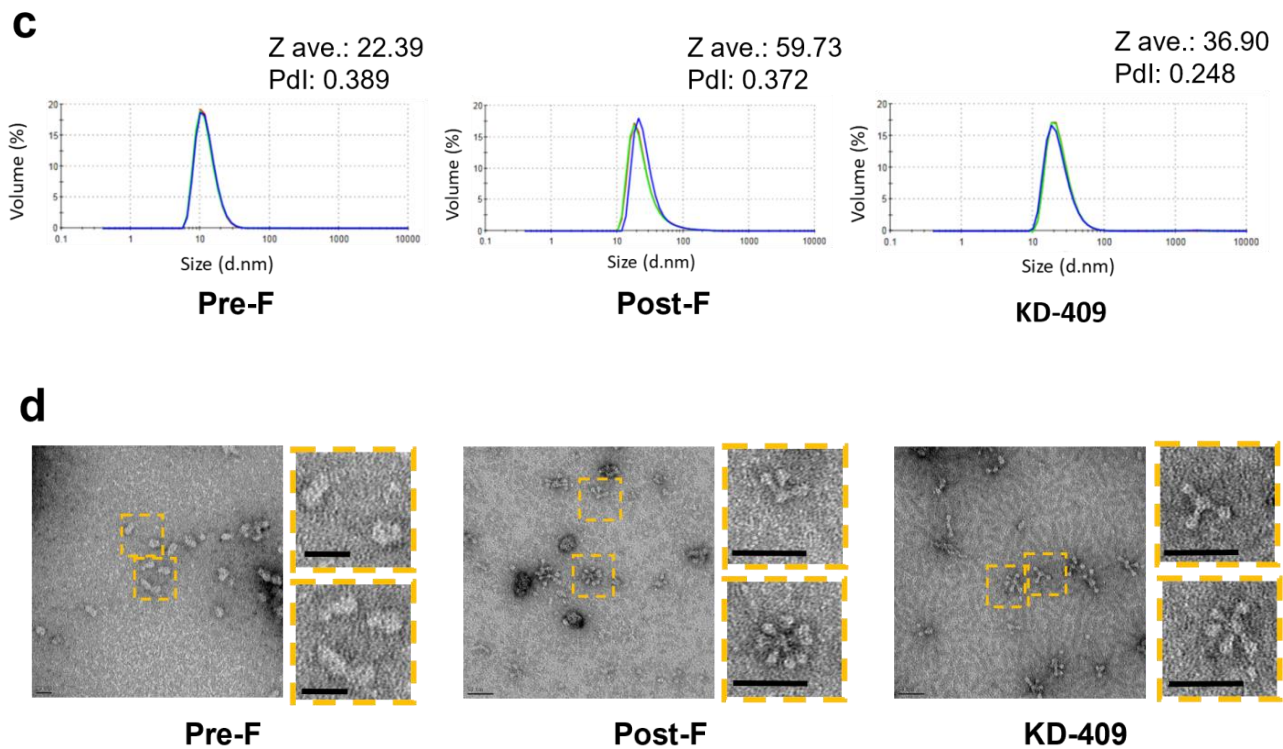 c
Z ave.: 22.39
PdI: 0.389
Z ave.: 59.73
PdI: 0.372
Z ave.: 36.90
PdI: 0.248
Volume (%)
20
15
10
5
0
0.1 1 10 100 1000 10000
Size (d.nm)
Pre-F
Volume (%)
20
15
10
5
0
0.1 1 10 100 1000 10000
Size (d.nm)
Post-F
Volume (%)
20
15
10
5
0
0.1 1 10 100 1000 10000
Size (d.nm)
KD-409
d
Pre-F
Post-F
KD-409